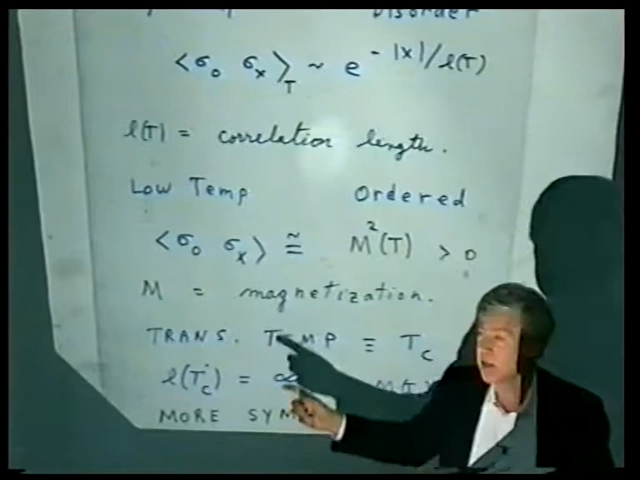 Disorder
<σ₀ σₓ>_T ~ e^{-|x|/ℓ(T)}
ℓ(T) = correlation length.
Low Temp Ordered
<σ₀ σₓ> ≅ M²(T) > 0
M = magnetization.
TRANS. TEMP ≡ T_C
ℓ(T_C) = ∞
MORE